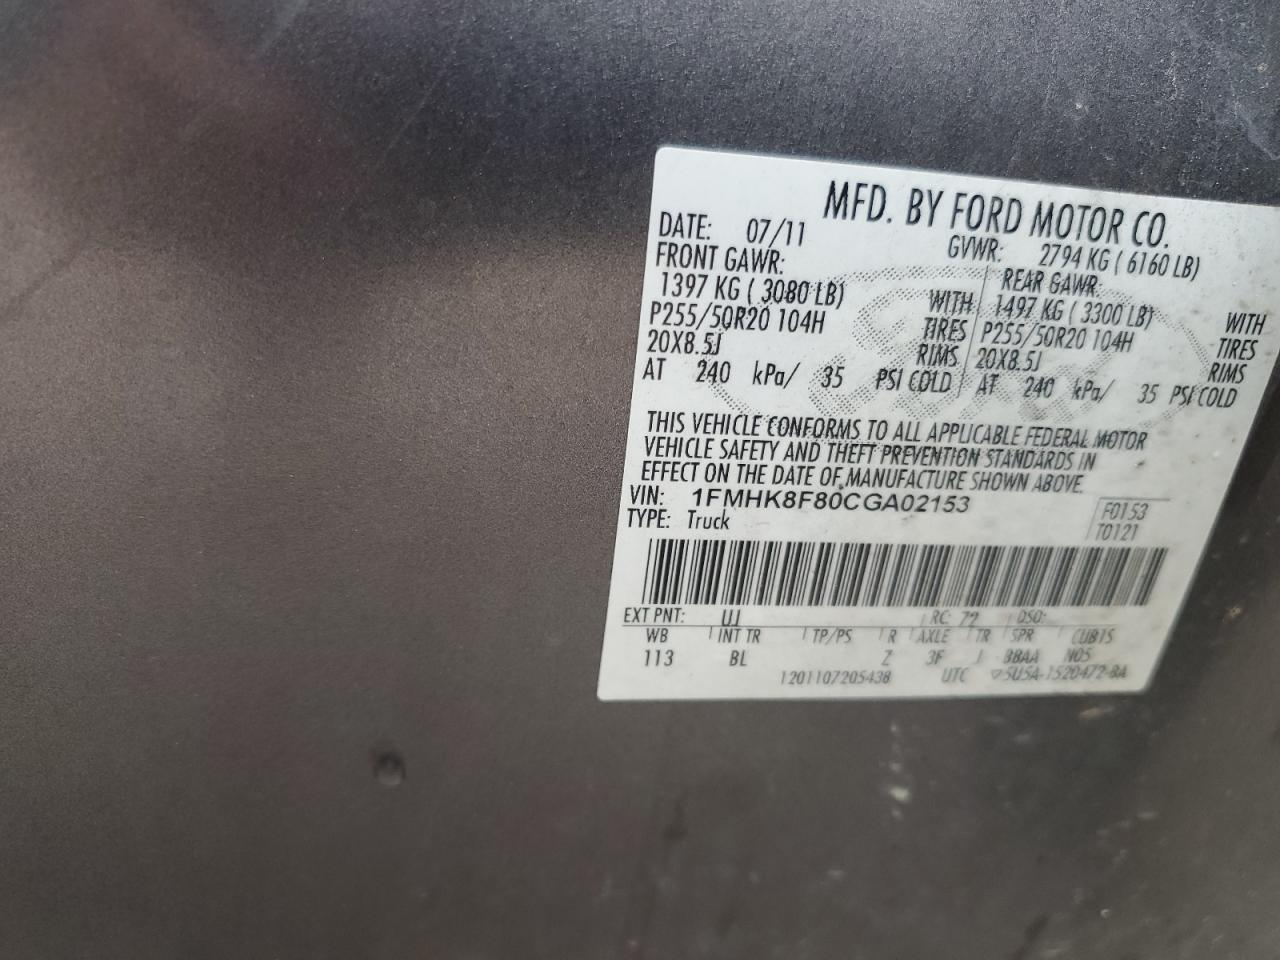 MFD. BY FORD MOTOR CO.
DATE: 07/11 GVWR: 2794 KG ( 6160 LB)
FRONT GAWR: REAR GAWR:
1397 KG ( 3080 LB) WITH 1497 KG ( 3300 LB) WITH
P255/50R20 104H TIRES P255/50R20 104H TIRES
20X8.5J RIMS 20X8.5J RIMS
AT 240 kPa/ 35 PSI COLD AT 240 kPa/ 35 PSI COLD
THIS VEHICLE CONFORMS TO ALL APPLICABLE FEDERAL MOTOR
VEHICLE SAFETY AND THEFT PREVENTION STANDARDS IN
EFFECT ON THE DATE OF MANUFACTURE SHOWN ABOVE.
VIN: 1FMHK8F80CGA02153 F0153
TYPE: Truck T0121
EXT PNT: UJ RC: 72 DSO:
WB INT TR TP/PS R AXLE TR SPR
113 BL Z 3F J BBAA
1201107205438 UTC